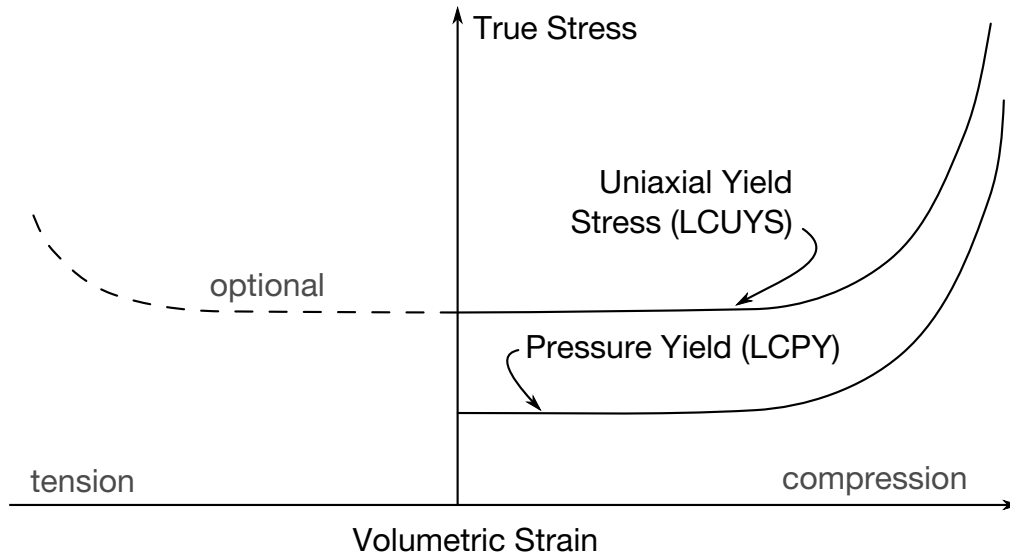 True Stress
Uniaxial Yield
Stress (LCUYS)
optional
Pressure Yield (LCPY)
tension
compression
Volumetric Strain